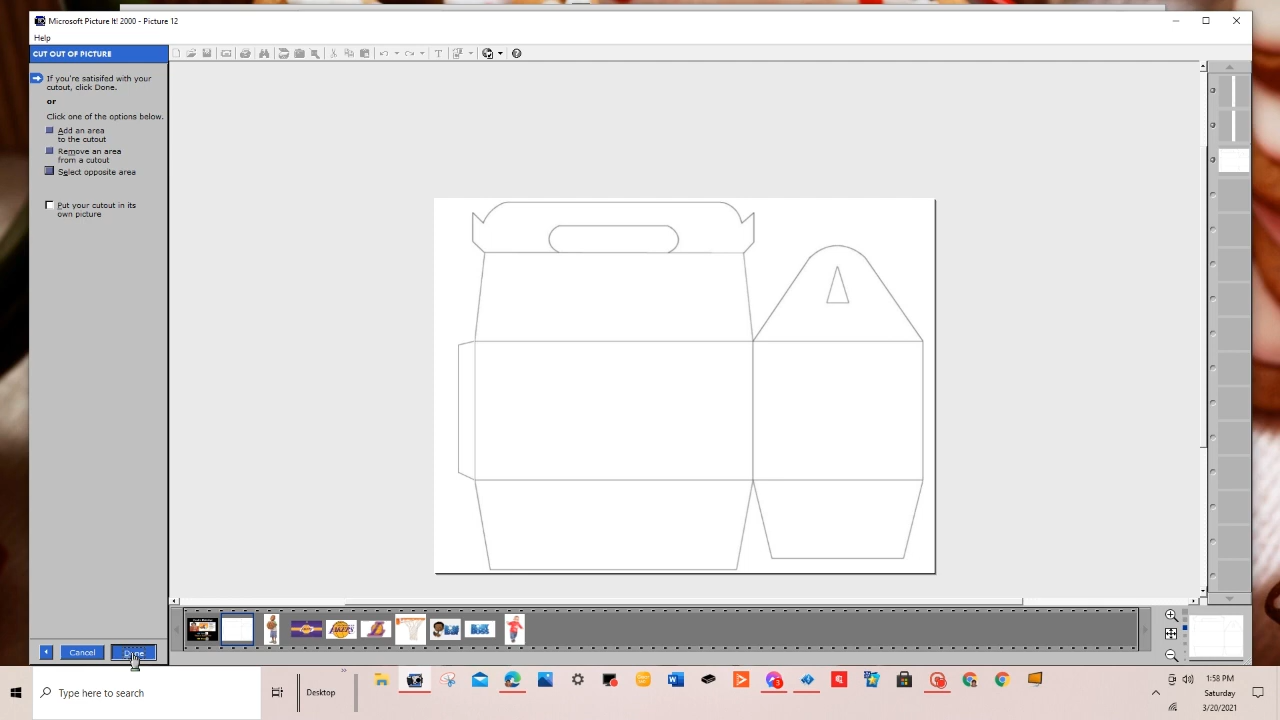 Microsoft Picture It! 2000 - Picture 12
Help
CUT OUT OF PICTURE
If you're satisifed with your
cutout, click Done.
or
Click one of the options below.
Add an area
to the cutout
Remove an area
from a cutout
Select opposite area
Put your cutout in its
own picture
Cancel
Done
Type here to search
Desktop
1:58 PM
Saturday
3/20/2021